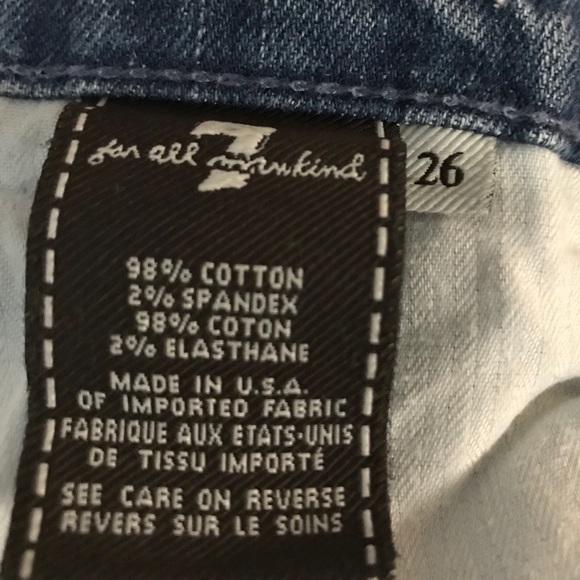 7
for all mankind
26
98% COTTON
2% SPANDEX
98% COTON
2% ELASTHANE
MADE IN U.S.A.
OF IMPORTED FABRIC
FABRIQUE AUX ETATS-UNIS
DE TISSU IMPORTÉ
SEE CARE ON REVERSE
REVERS SUR LE SOINS